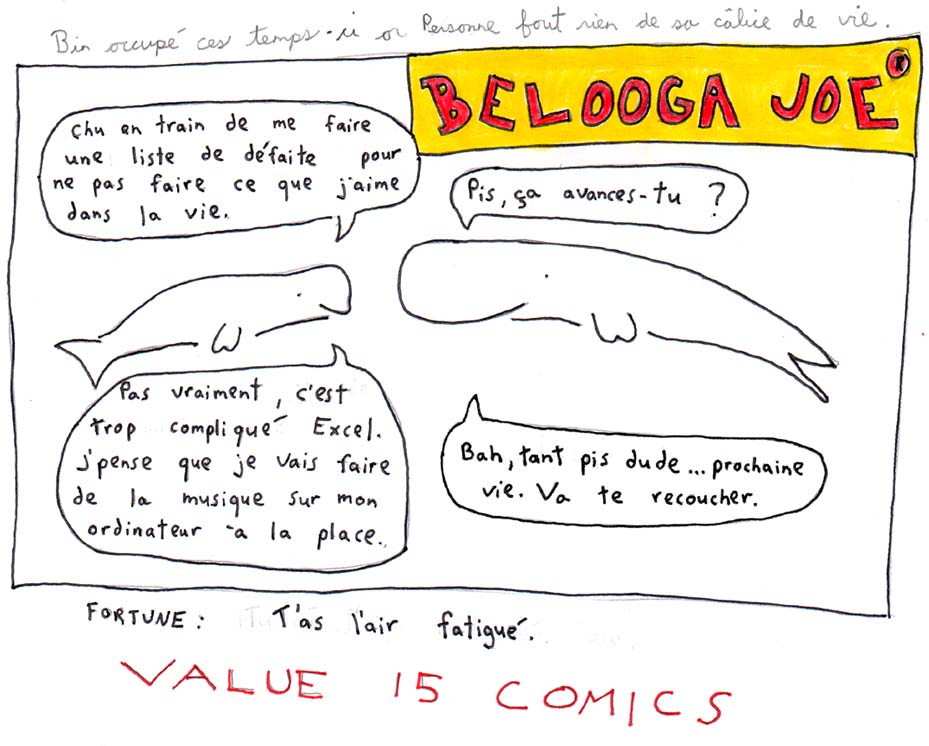 Bin occupé ces temps-ci or Personne fout rien de sa câlice de vie.
BELOOGA JOE®
Chu en train de me faire
une liste de défaite pour
ne pas faire ce que j'aime
dans la vie.
Pis, ça avances-tu ?
Pas vraiment, c'est
trop compliqué Excel.
J'pense que je vais faire
de la musique sur mon
ordinateur à la place.
Bah, tant pis dude... prochaine
vie. Va te recoucher.
FORTUNE : T'as l'air fatigué.
VALUE 15 COMICS